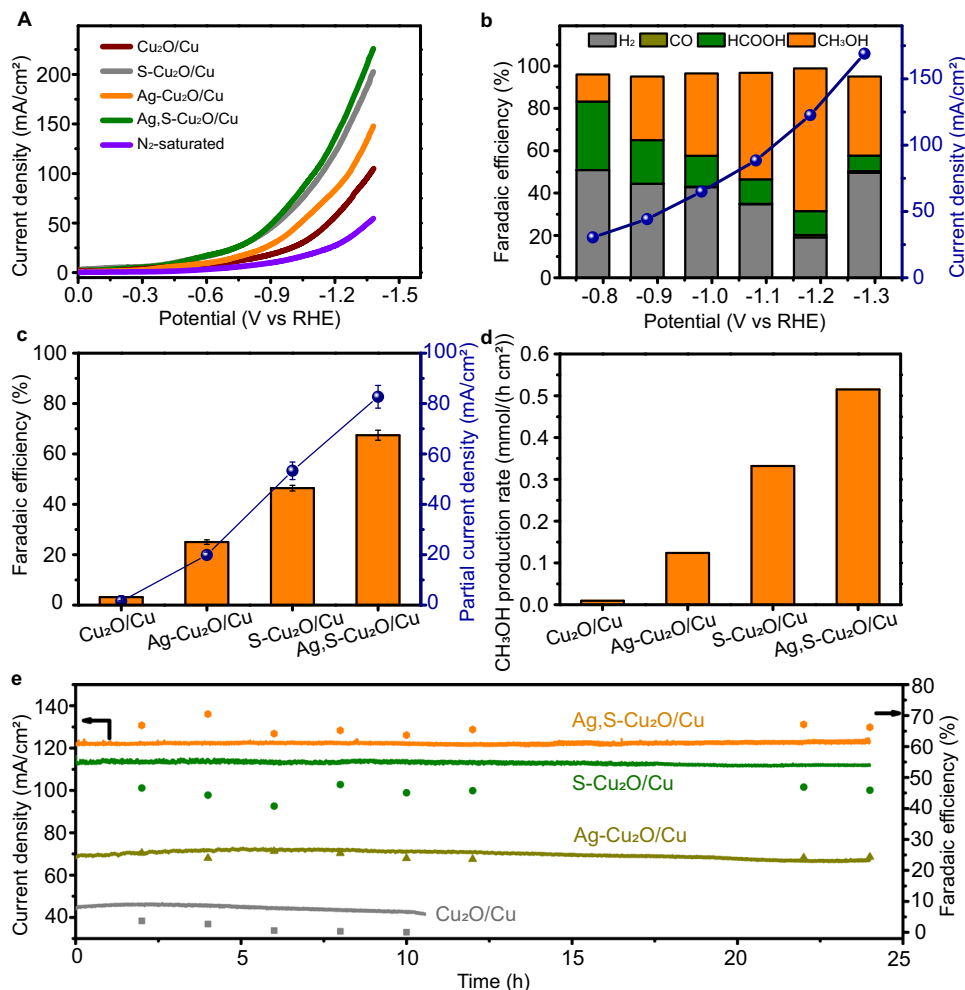 A
Current density (mA/cm²)
200
150
100
50
0
Cu₂O/Cu
S-Cu₂O/Cu
Ag-Cu₂O/Cu
Ag,S-Cu₂O/Cu
N₂-saturated
0.0 -0.3 -0.6 -0.9 -1.2 -1.5
Potential (V vs RHE)
b
H₂ CO HCOOH CH₃OH
Faradaic efficiency (%)
100
80
60
40
20
0
150
100
50
0
Current density (mA/cm²)
-0.8 -0.9 -1.0 -1.1 -1.2 -1.3
Potential (V vs RHE)
c
Faradaic efficiency (%)
100
80
60
40
20
0
100
80
60
40
20
0
Partial current density (mA/cm²)
Cu₂O/Cu Ag-Cu₂O/Cu S-Cu₂O/Cu Ag,S-Cu₂O/Cu
d
CH₃OH production rate (mmol/(h cm²))
0.6
0.5
0.4
0.3
0.2
0.1
0.0
Cu₂O/Cu Ag-Cu₂O/Cu S-Cu₂O/Cu Ag,S-Cu₂O/Cu
e
Current density (mA/cm²)
140
120
100
80
60
40
Ag,S-Cu₂O/Cu
S-Cu₂O/Cu
Ag-Cu₂O/Cu
Cu₂O/Cu
80
70
60
50
40
30
20
10
0
Faradaic efficiency (%)
0 5 10 15 20 25
Time (h)